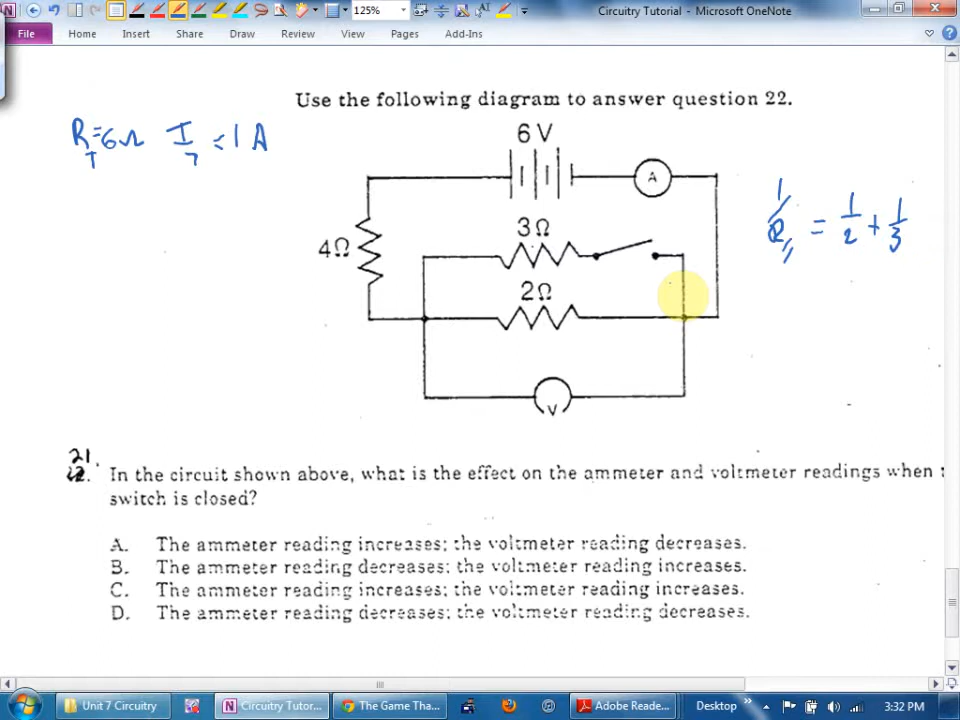 125%
Circuitry Tutorial - Microsoft OneNote
File Home Insert Share Draw Review View Pages Add-Ins
Use the following diagram to answer question 22.
R_T=6Ω I_T = 1 A
6 V
A
1/R_// = 1/2 + 1/3
3Ω
4Ω
2Ω
V
21.
In the circuit shown above, what is the effect on the ammeter and voltmeter readings when
switch is closed?
A. The ammeter reading increases; the voltmeter reading decreases.
B. The ammeter reading decreases; the voltmeter reading increases.
C. The ammeter reading increases; the voltmeter reading increases.
D. The ammeter reading decreases; the voltmeter reading decreases.
Unit 7 Circuitry Circuitry Tutor... The Game Tha... Adobe Reade... Desktop 3:32 PM